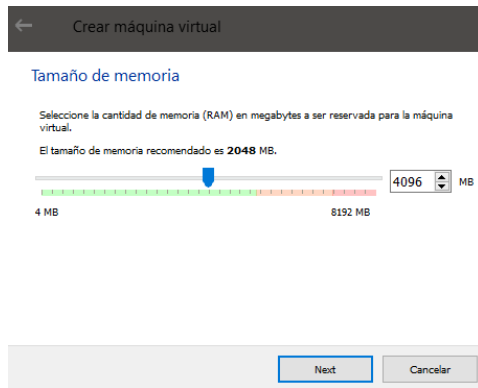 Crear máquina virtual
Tamaño de memoria
Seleccione la cantidad de memoria (RAM) en megabytes a ser reservada para la máquina
virtual.
El tamaño de memoria recomendado es 2048 MB.
4096 MB
4 MB 8192 MB
Next Cancelar